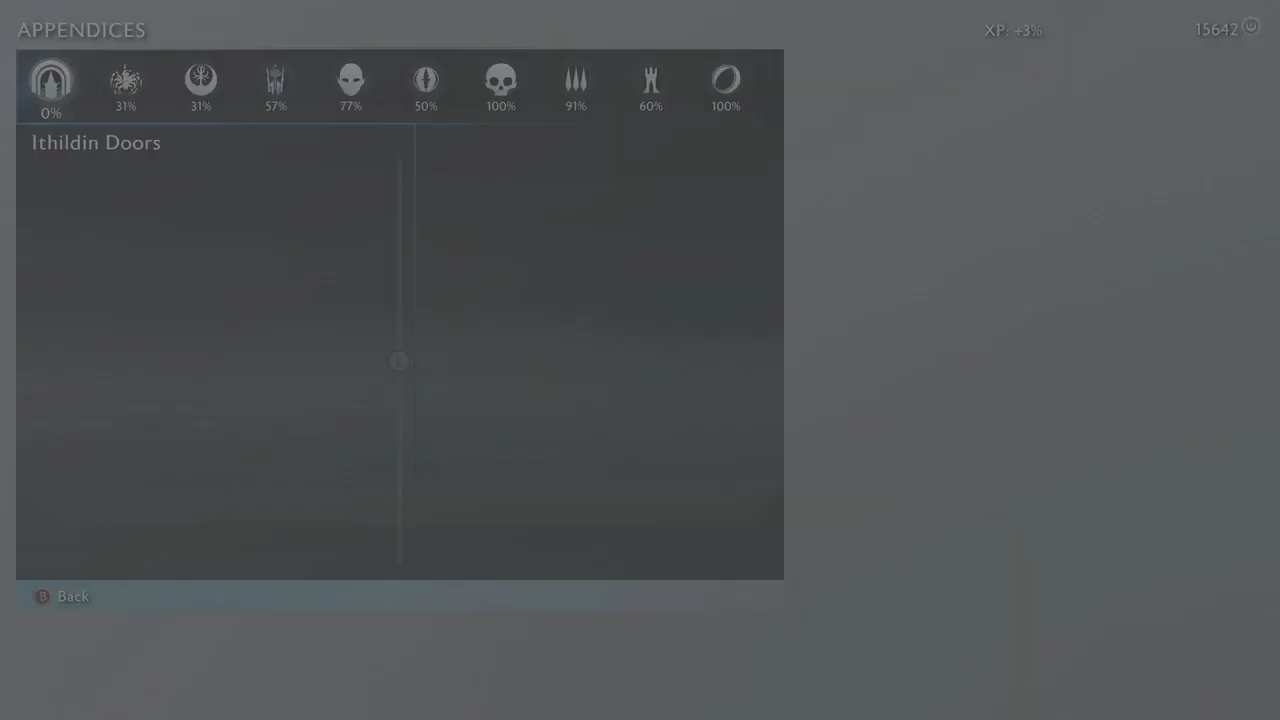 APPENDICES
XP: +3%
15642
0%
31%
31%
57%
77%
50%
100%
91%
60%
100%
Ithildin Doors
B Back